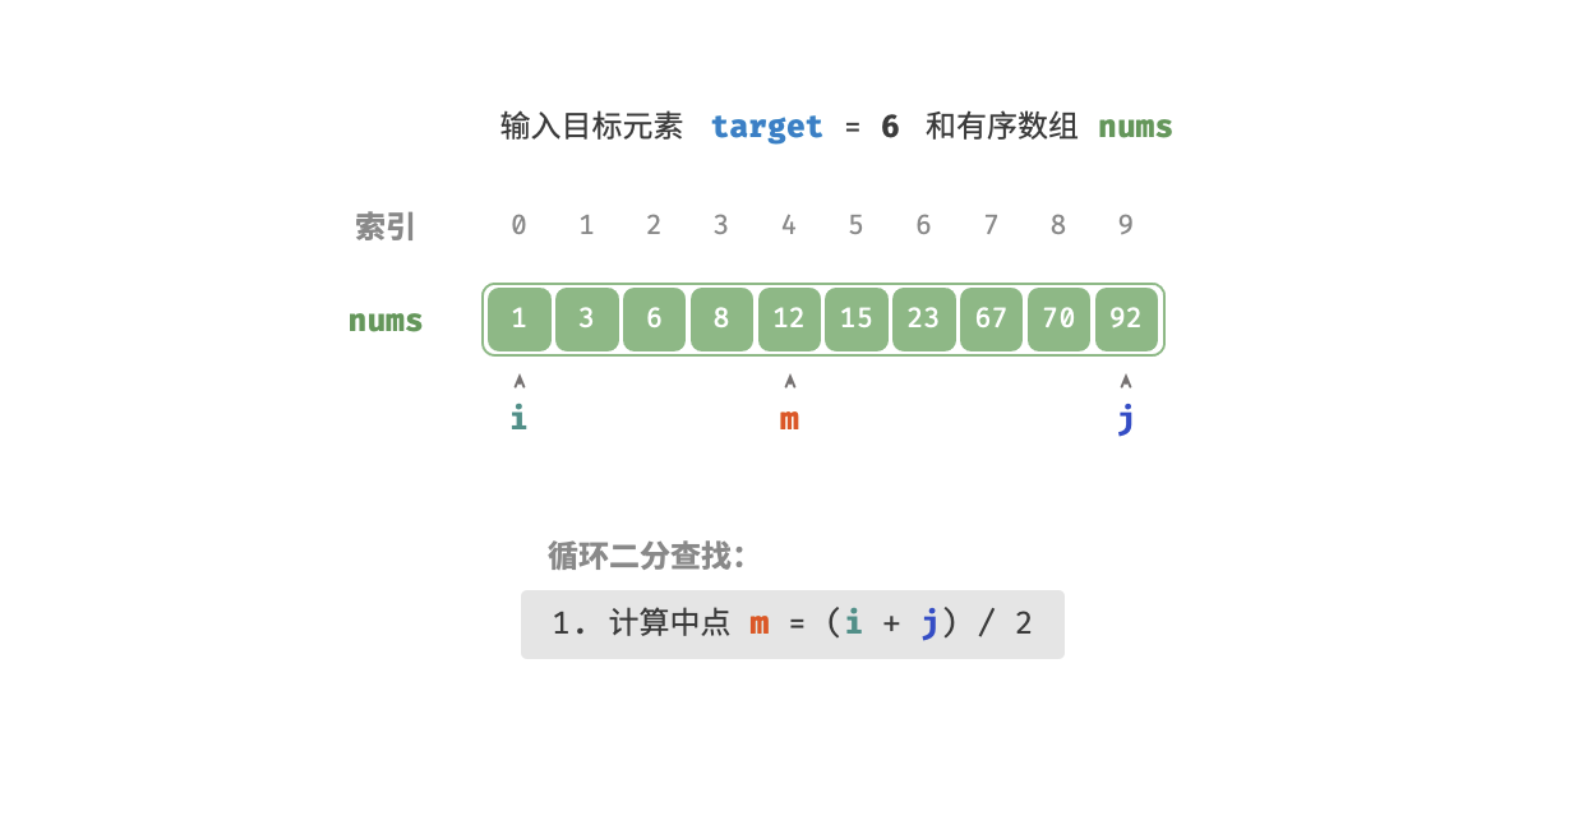 输入目标元素 target = 6 和有序数组 nums
索引 0 1 2 3 4 5 6 7 8 9
nums 1 3 6 8 12 15 23 67 70 92
i m j
循环二分查找：
1. 计算中点 m = (i + j) / 2